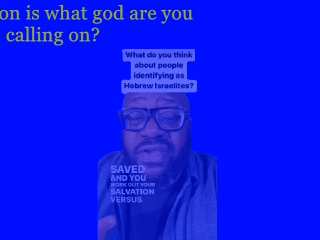 on is what god are you
calling on?
What do you think
about people
identifying as
Hebrew Israelites?
SAVED
AND YOU
WORK OUT YOUR
SALVATION
VERSUS